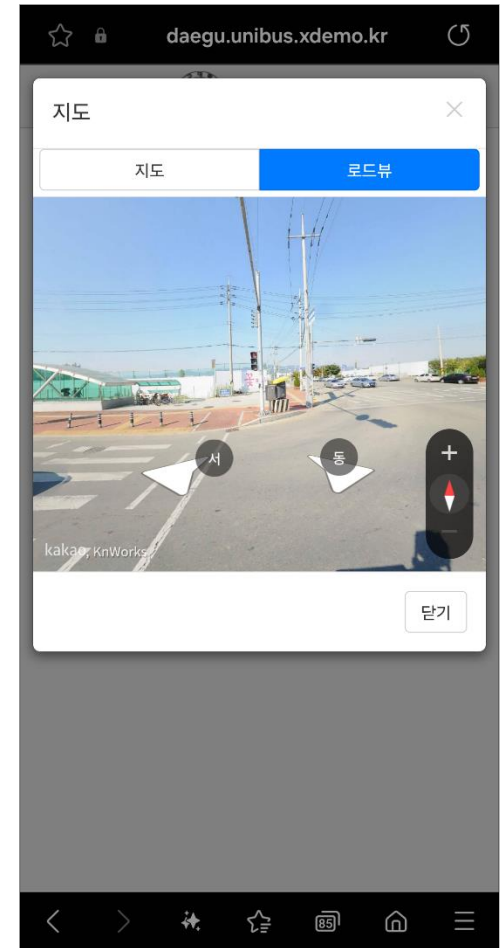 daegu.unibus.xdemo.kr
지도
지도
로드뷰
서
동
kakao, KnWorks
닫기
85